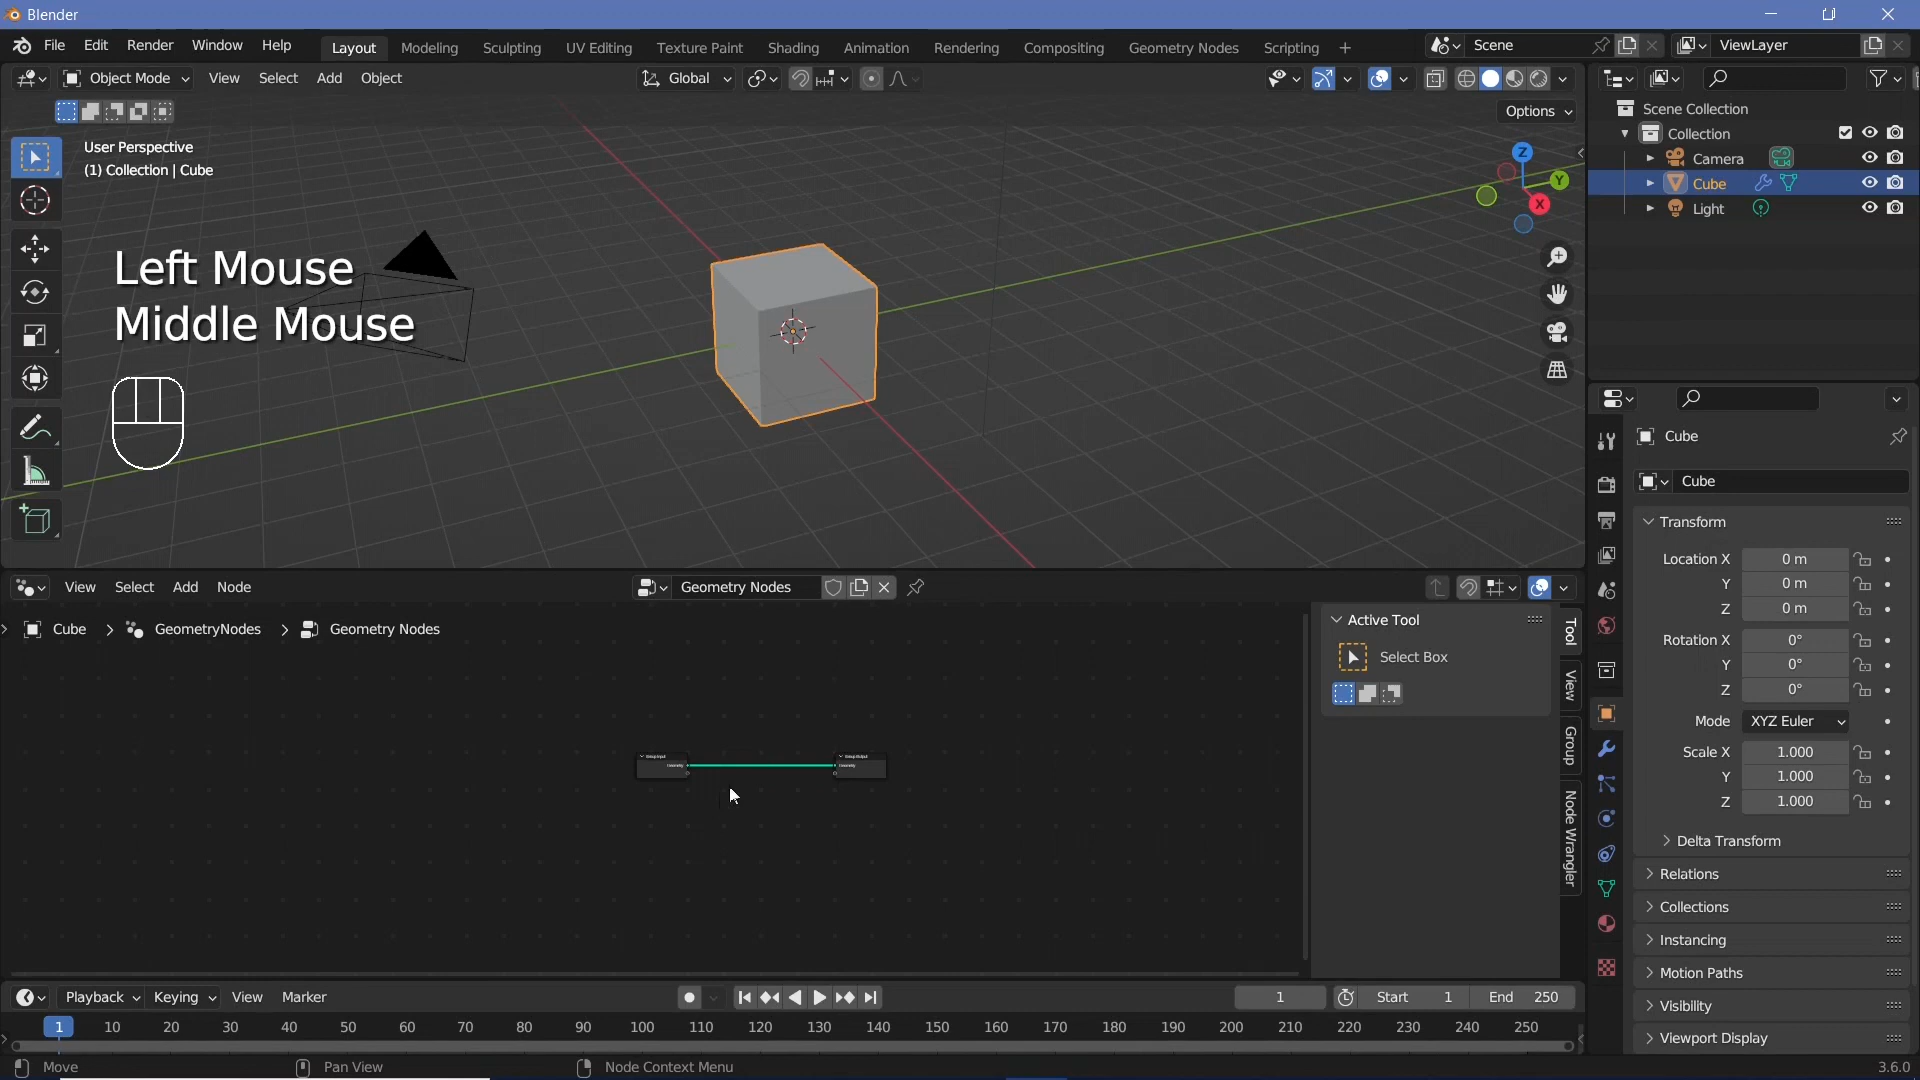 Blender
File Edit Render Window Help
Layout Modeling Sculpting UV Editing Texture Paint Shading Animation Rendering Compositing Geometry Nodes Scripting +
Scene
ViewLayer
Object Mode View Select Add Object
Global
Options
User Perspective
(1) Collection | Cube
Z
Y
X
Left Mouse
Middle Mouse
Scene Collection
Collection
Camera
Cube
Light
Cube
Cube
Transform
Location X 0 m
Y 0 m
Z 0 m
Rotation X 0°
Y 0°
Z 0°
Mode XYZ Euler
Scale X 1.000
Y 1.000
Z 1.000
Delta Transform
Relations
Collections
Instancing
Motion Paths
Visibility
Viewport Display
View Select Add Node
Geometry Nodes
Cube > GeometryNodes > Geometry Nodes
Group Input
Geometry
Group Output
Geometry
Active Tool
Select Box
Tool
View
Group
Node Wrangler
Playback Keying View Marker
1
Start 1
End 250
1 10 20 30 40 50 60 70 80 90 100 110 120 130 140 150 160 170 180 190 200 210 220 230 240 250
Move
Pan View
Node Context Menu
3.6.0